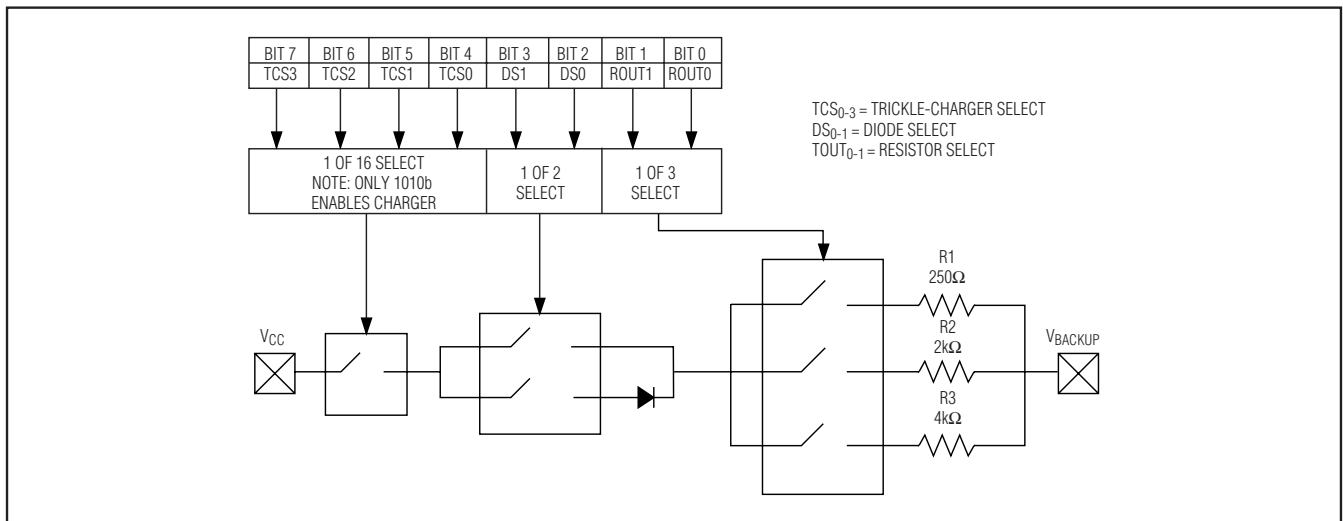 BIT 7 BIT 6 BIT 5 BIT 4 BIT 3 BIT 2 BIT 1 BIT 0
TCS3 TCS2 TCS1 TCS0 DS1 DS0 ROUT1 ROUT0
TCS0-3 = TRICKLE-CHARGER SELECT
DS0-1 = DIODE SELECT
TOUT0-1 = RESISTOR SELECT
1 OF 16 SELECT
NOTE: ONLY 1010b
ENABLES CHARGER
1 OF 2
SELECT
1 OF 3
SELECT
VCC
R1
250Ω
R2
2kΩ
R3
4kΩ
VBACKUP